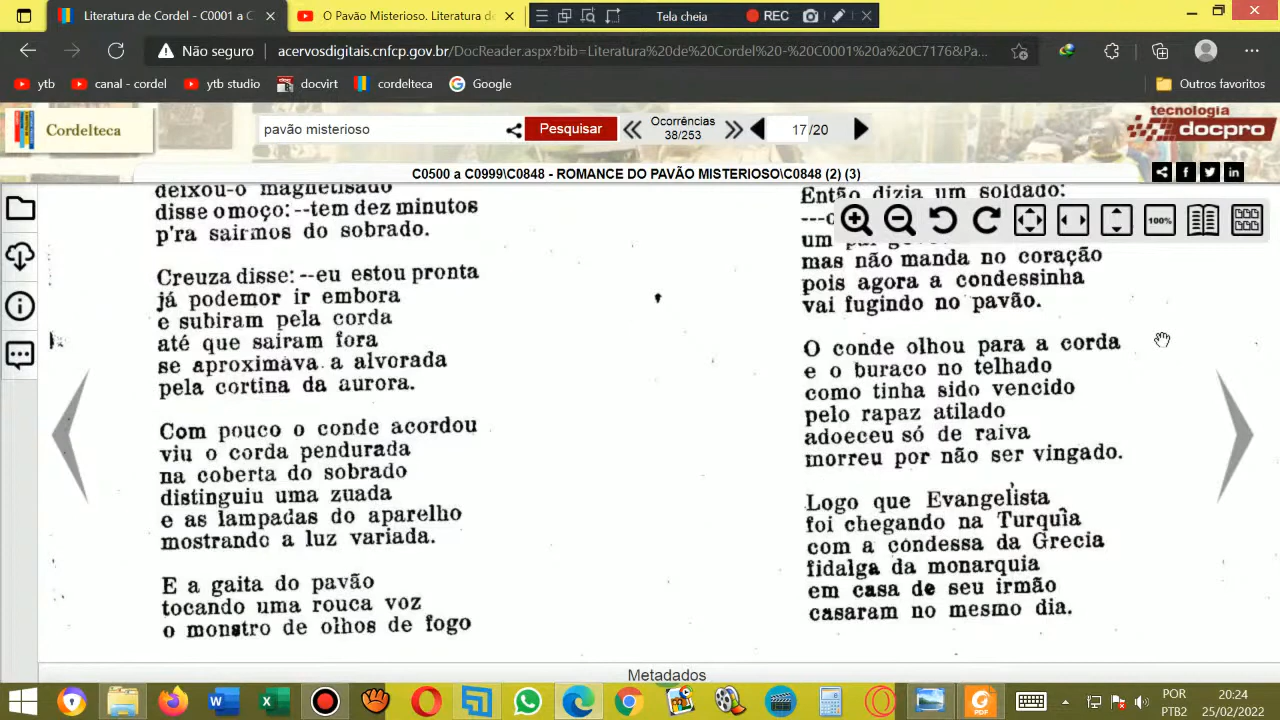 Literatura de Cordel - C0001 a C
O Pavão Misterioso. Literatura de
Tela cheia
REC
Não seguro
acervosdigitais.cnfcp.gov.br/DocReader.aspx?bib=Literatura%20de%20Cordel%20-%20C0001%20a%20C7176&Pa...
ytb
canal - cordel
ytb studio
docvirt
cordelteca
Google
Outros favoritos
Cordelteca
pavão misterioso
Pesquisar
Ocorrências
38/253
17/20
tecnologia
docpro
C0500 a C0999\C0848 - ROMANCE DO PAVÃO MISTERIOSO\C0848 (2) (3)
100%
deixou-o magnetisado
disse o moço: --tem dez minutos
p'ra sairmos do sobrado.
Creuza disse: --eu estou pronta
já podemor ir embora
e subiram pela corda
até que sairam fora
se aproximava a alvorada
pela cortina da aurora.
Com pouco o conde acordou
viu o corda pendurada
na coberta do sobrado
distinguiu uma zuada
e as lampadas do aparelho
mostrando a luz variada.
E a gaita do pavão
tocando uma rouca voz
o monstro de olhos de fogo
Então dizia um soldado:
um
mas não manda no coração
pois agora a condessinha
vai fugindo no pavão.
O conde olhou para a corda
e o buraco no telhado
como tinha sido vencido
pelo rapaz atilado
adoeceu só de raiva
morreu por não ser vingado.
Logo que Evangelista
foi chegando na Turquia
com a condessa da Grecia
fidalga da monarquia
em casa de seu irmão
casaram no mesmo dia.
Metadados
POR
PTB2
20:24
25/02/2022